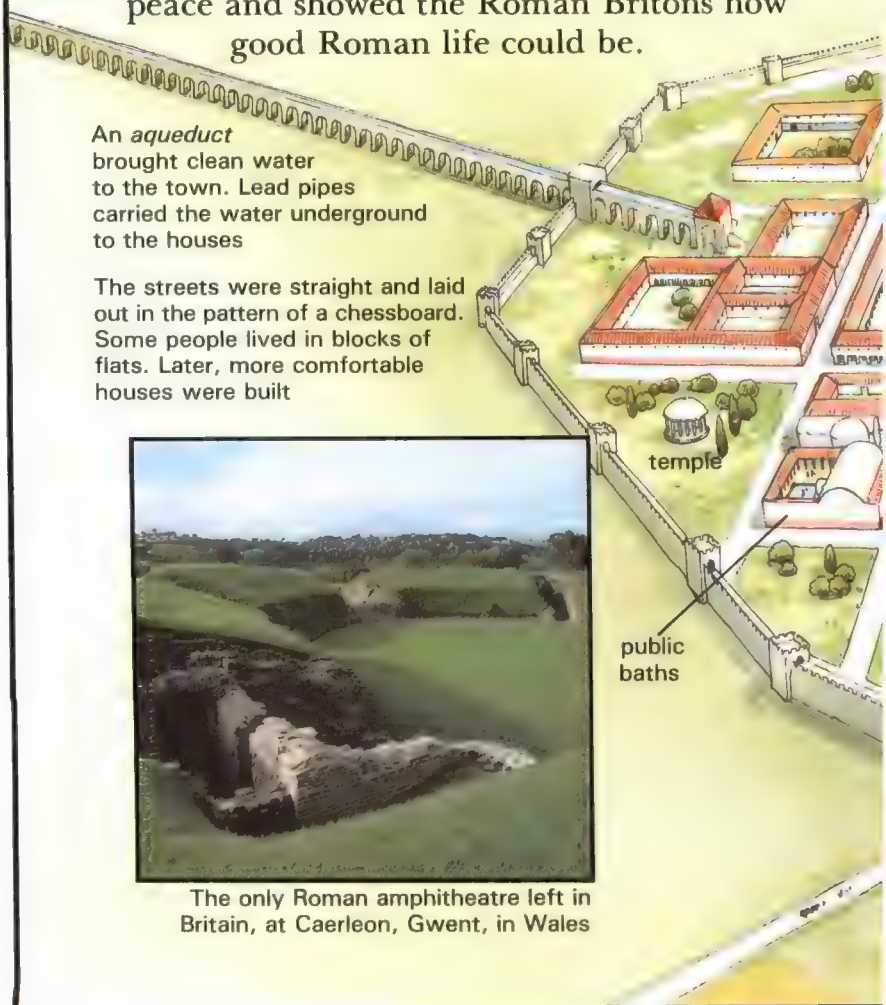 peace and showed the Roman Britons how
good Roman life could be.
An aqueduct
brought clean water
to the town. Lead pipes
carried the water underground
to the houses
The streets were straight and laid
out in the pattern of a chessboard.
Some people lived in blocks of
flats. Later, more comfortable
houses were built
temple
public
baths
The only Roman amphitheatre left in
Britain, at Caerleon, Gwent, in Wales